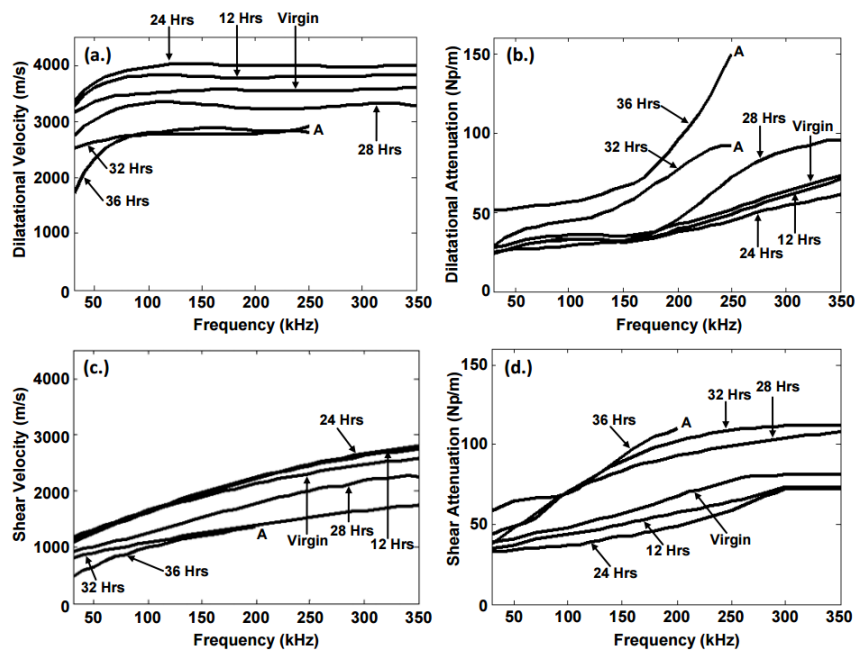 (a.)
24 Hrs
12 Hrs
Virgin
4000
3000
2000
1000
0
Dilatational Velocity (m/s)
A
28 Hrs
32 Hrs
36 Hrs
50 100 150 200 250 300 350
Frequency (kHz)
(b.)
150
100
50
0
Dilatational Attenuation (Np/m)
A
36 Hrs
28 Hrs
Virgin
32 Hrs
A
12 Hrs
24 Hrs
50 100 150 200 250 300 350
Frequency (kHz)
(c.)
4000
3000
2000
1000
0
Shear Velocity (m/s)
24 Hrs
A
28 Hrs
Virgin
12 Hrs
32 Hrs
36 Hrs
50 100 150 200 250 300 350
Frequency (kHz)
(d.)
150
100
50
0
Shear Attenuation (Np/m)
36 Hrs
A
32 Hrs
28 Hrs
Virgin
12 Hrs
24 Hrs
50 100 150 200 250 300 350
Frequency (kHz)